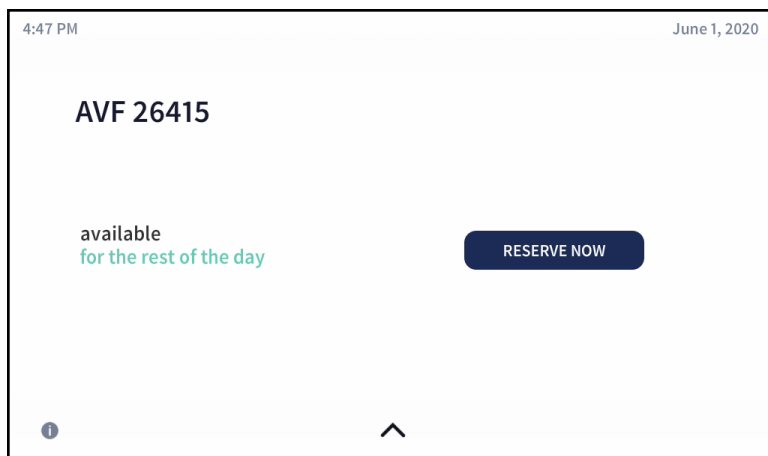 4:47 PM
June 1, 2020
AVF 26415
available
for the rest of the day
RESERVE NOW